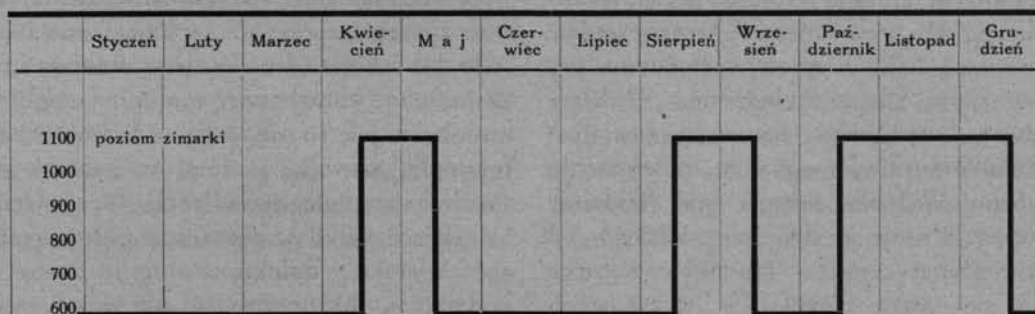 Styczeń Luty Marzec Kwie- cień M a j Czer- wiec Lipiec Sierpień Wrze- sień Paź- dziernik Listopad Gru- dzień
1100 poziom zimarki
1000
900
800
700
600